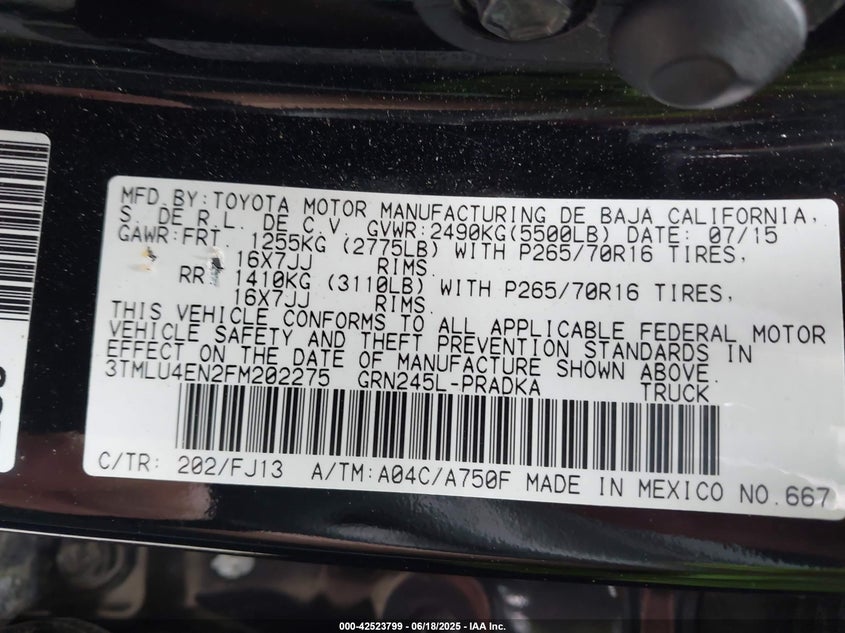 MFD.BY:TOYOTA MOTOR MANUFACTURING DE BAJA CALIFORNIA,
S. DE R.L. DE C.V. GVWR:2490KG(5500LB) DATE: 07/15
GAWR:FRT. 1255KG (2775LB) WITH P265/70R16 TIRES,
16X7JJ RIMS.
RR 1410KG (3110LB) WITH P265/70R16 TIRES,
16X7JJ RIMS.
THIS VEHICLE CONFORMS TO ALL APPLICABLE FEDERAL MOTOR
VEHICLE SAFETY AND THEFT PREVENTION STANDARDS IN
EFFECT ON THE DATE OF MANUFACTURE SHOWN ABOVE.
3TMLU4EN2FM202275 GRN245L-PRADKA TRUCK
C/TR: 202/FJ13 A/TM:A04C/A750F MADE IN MEXICO NO.667
000-42523799 - 06/18/2025 - IAA Inc.